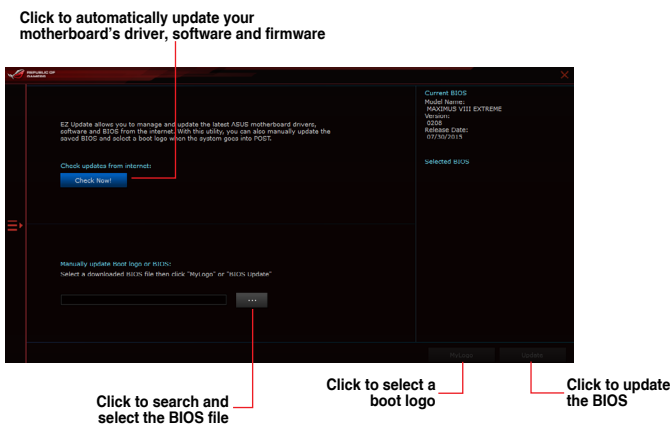 Click to automatically update your
motherboard's driver, software and firmware
REPUBLIC OF
GAMERS
EZ Update allows you to manage and update the latest ASUS motherboard drivers,
software and BIOS from the internet. With this utility, you can also manually update the
saved BIOS and select a boot logo when the system goes into POST.
Check updates from internet:
Check Now!
Current BIOS
Model Name:
MAXIMUS VIII EXTREME
Version:
0208
Release Date:
07/30/2015
Selected BIOS
Manually update Boot logo or BIOS:
Select a downloaded BIOS file then click "MyLogo" or "BIOS Update"
...
MyLogo
Update
Click to search and
select the BIOS file
Click to select a
boot logo
Click to update
the BIOS